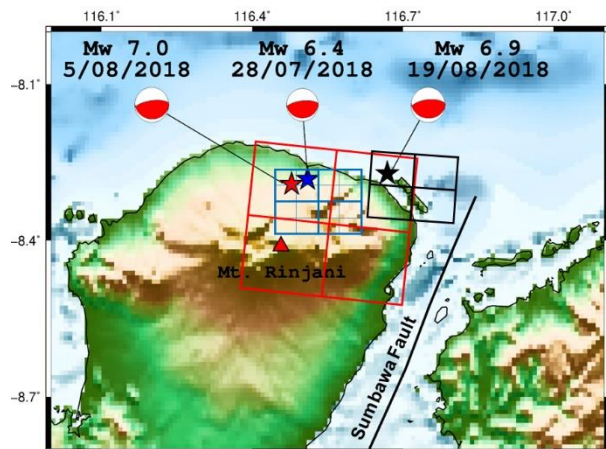 116.1° 116.4° 116.7° 117.0°
Mw 7.0 Mw 6.4 Mw 6.9
5/08/2018 28/07/2018 19/08/2018
−8.1°
−8.4°
Mt. Rinjani
Sumbawa Fault
−8.7°